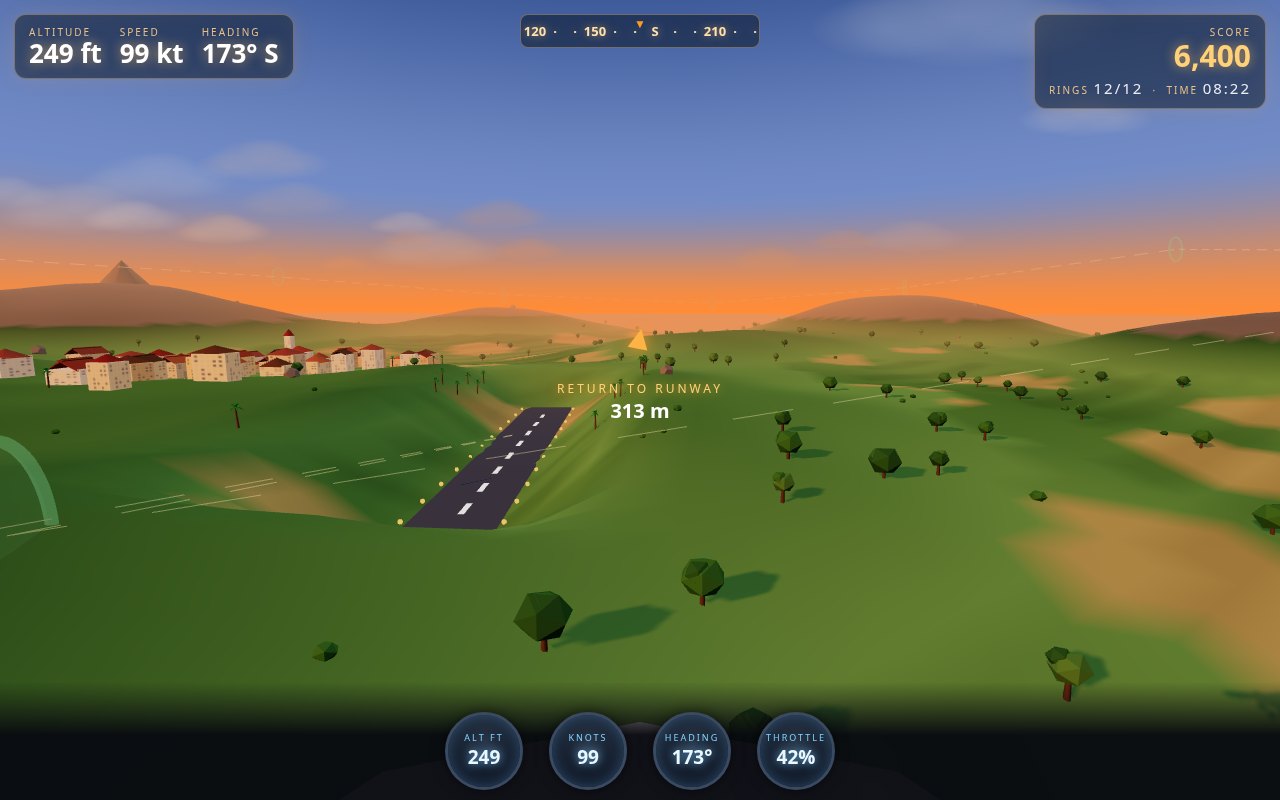 ALTITUDE SPEED HEADING
249 ft 99 kt 173° S
120 · · 150 · · S · · 210 · ·
SCORE
6,400
RINGS 12/12 · TIME 08:22
RETURN TO RUNWAY
313 m
ALT FT
249
KNOTS
99
HEADING
173°
THROTTLE
42%